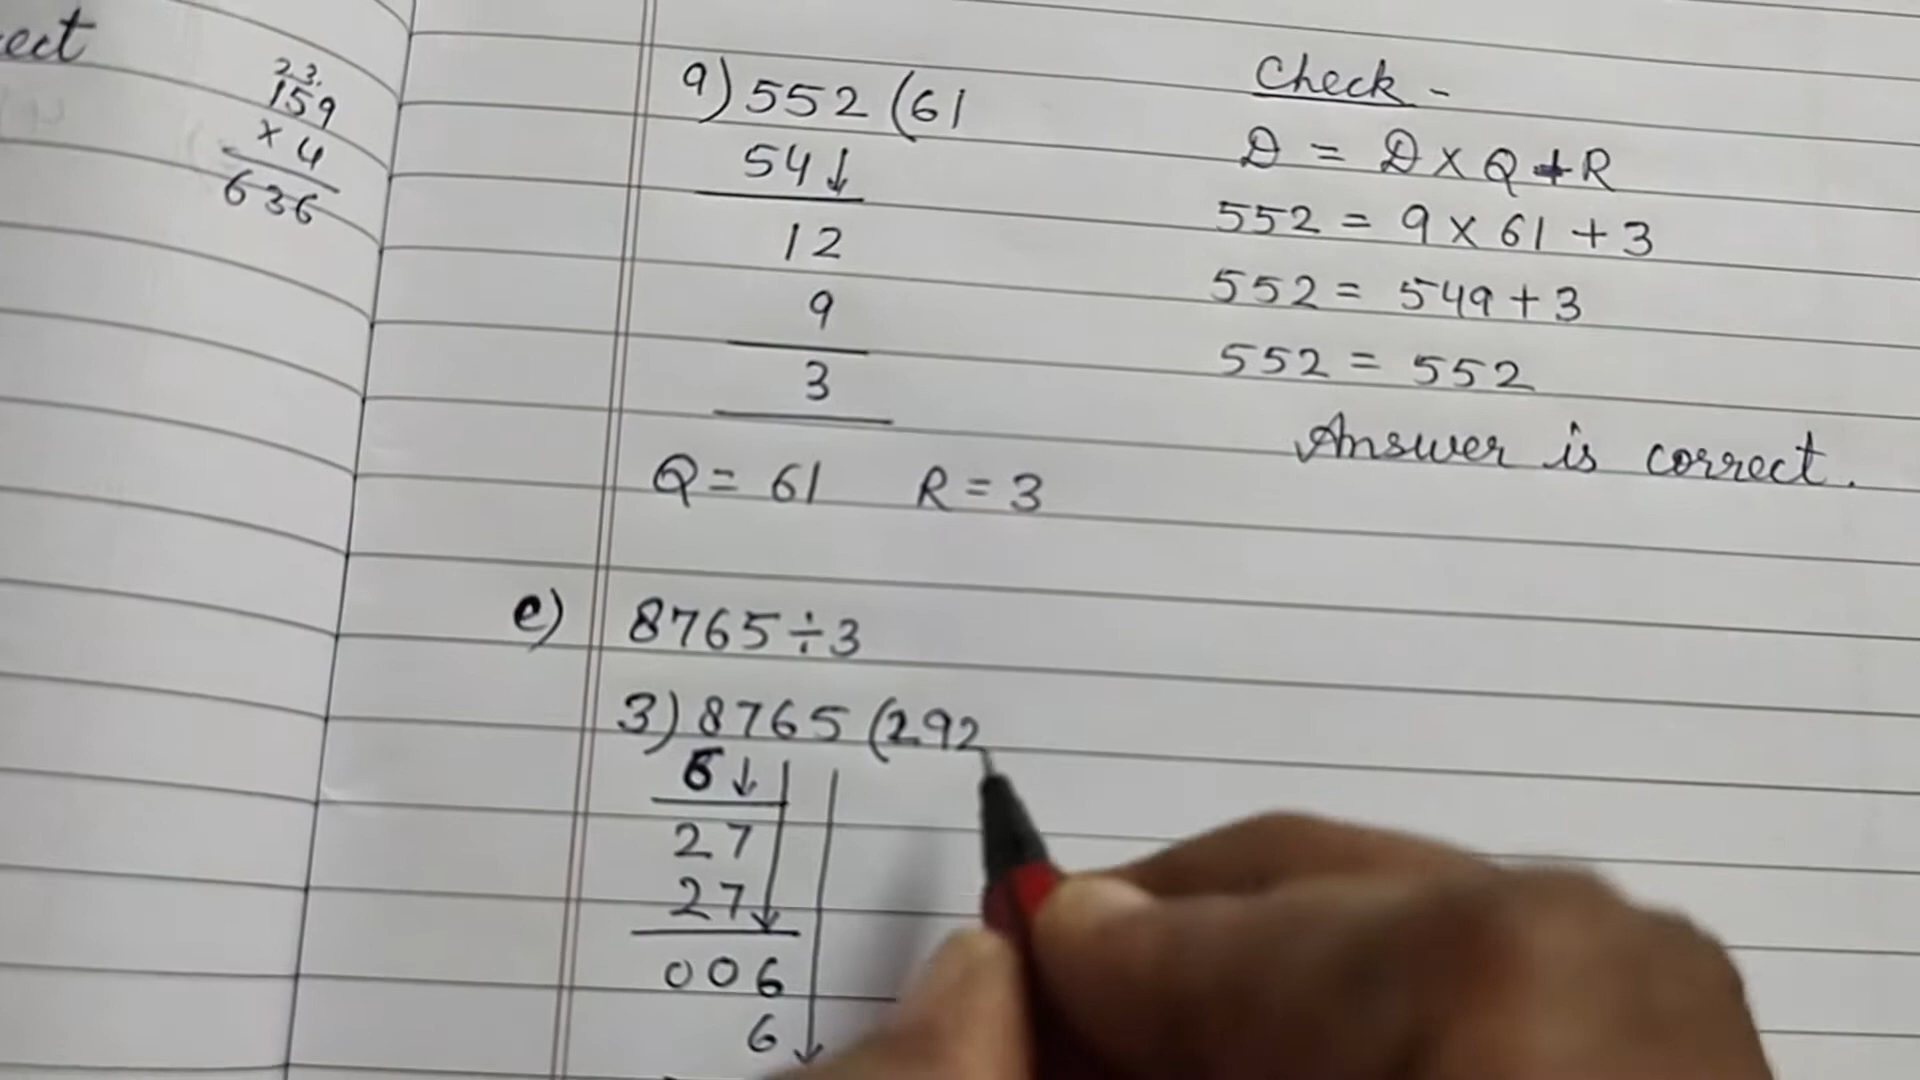 ect
23
159
× 4
636
9)552(61
54↓
12
9
3
Q = 61 R = 3
Check -
D = D × Q + R
552 = 9 × 61 + 3
552 = 549 + 3
552 = 552
Answer is correct.
e) 8765 ÷ 3
3)8765(292
6↓
27
27
006
6